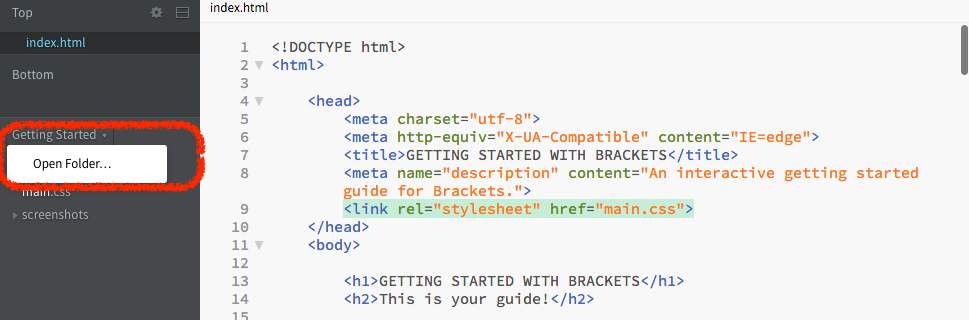 Top
index.html
Bottom
Getting Started
Open Folder...
main.css
screenshots
index.html
1 <!DOCTYPE html>
2 <html>
3
4 <head>
5 <meta charset="utf-8">
6 <meta http-equiv="X-UA-Compatible" content="IE=edge">
7 <title>GETTING STARTED WITH BRACKETS</title>
8 <meta name="description" content="An interactive getting started
guide for Brackets.">
9 <link rel="stylesheet" href="main.css">
10 </head>
11 <body>
12
13 <h1>GETTING STARTED WITH BRACKETS</h1>
14 <h2>This is your guide!</h2>
15